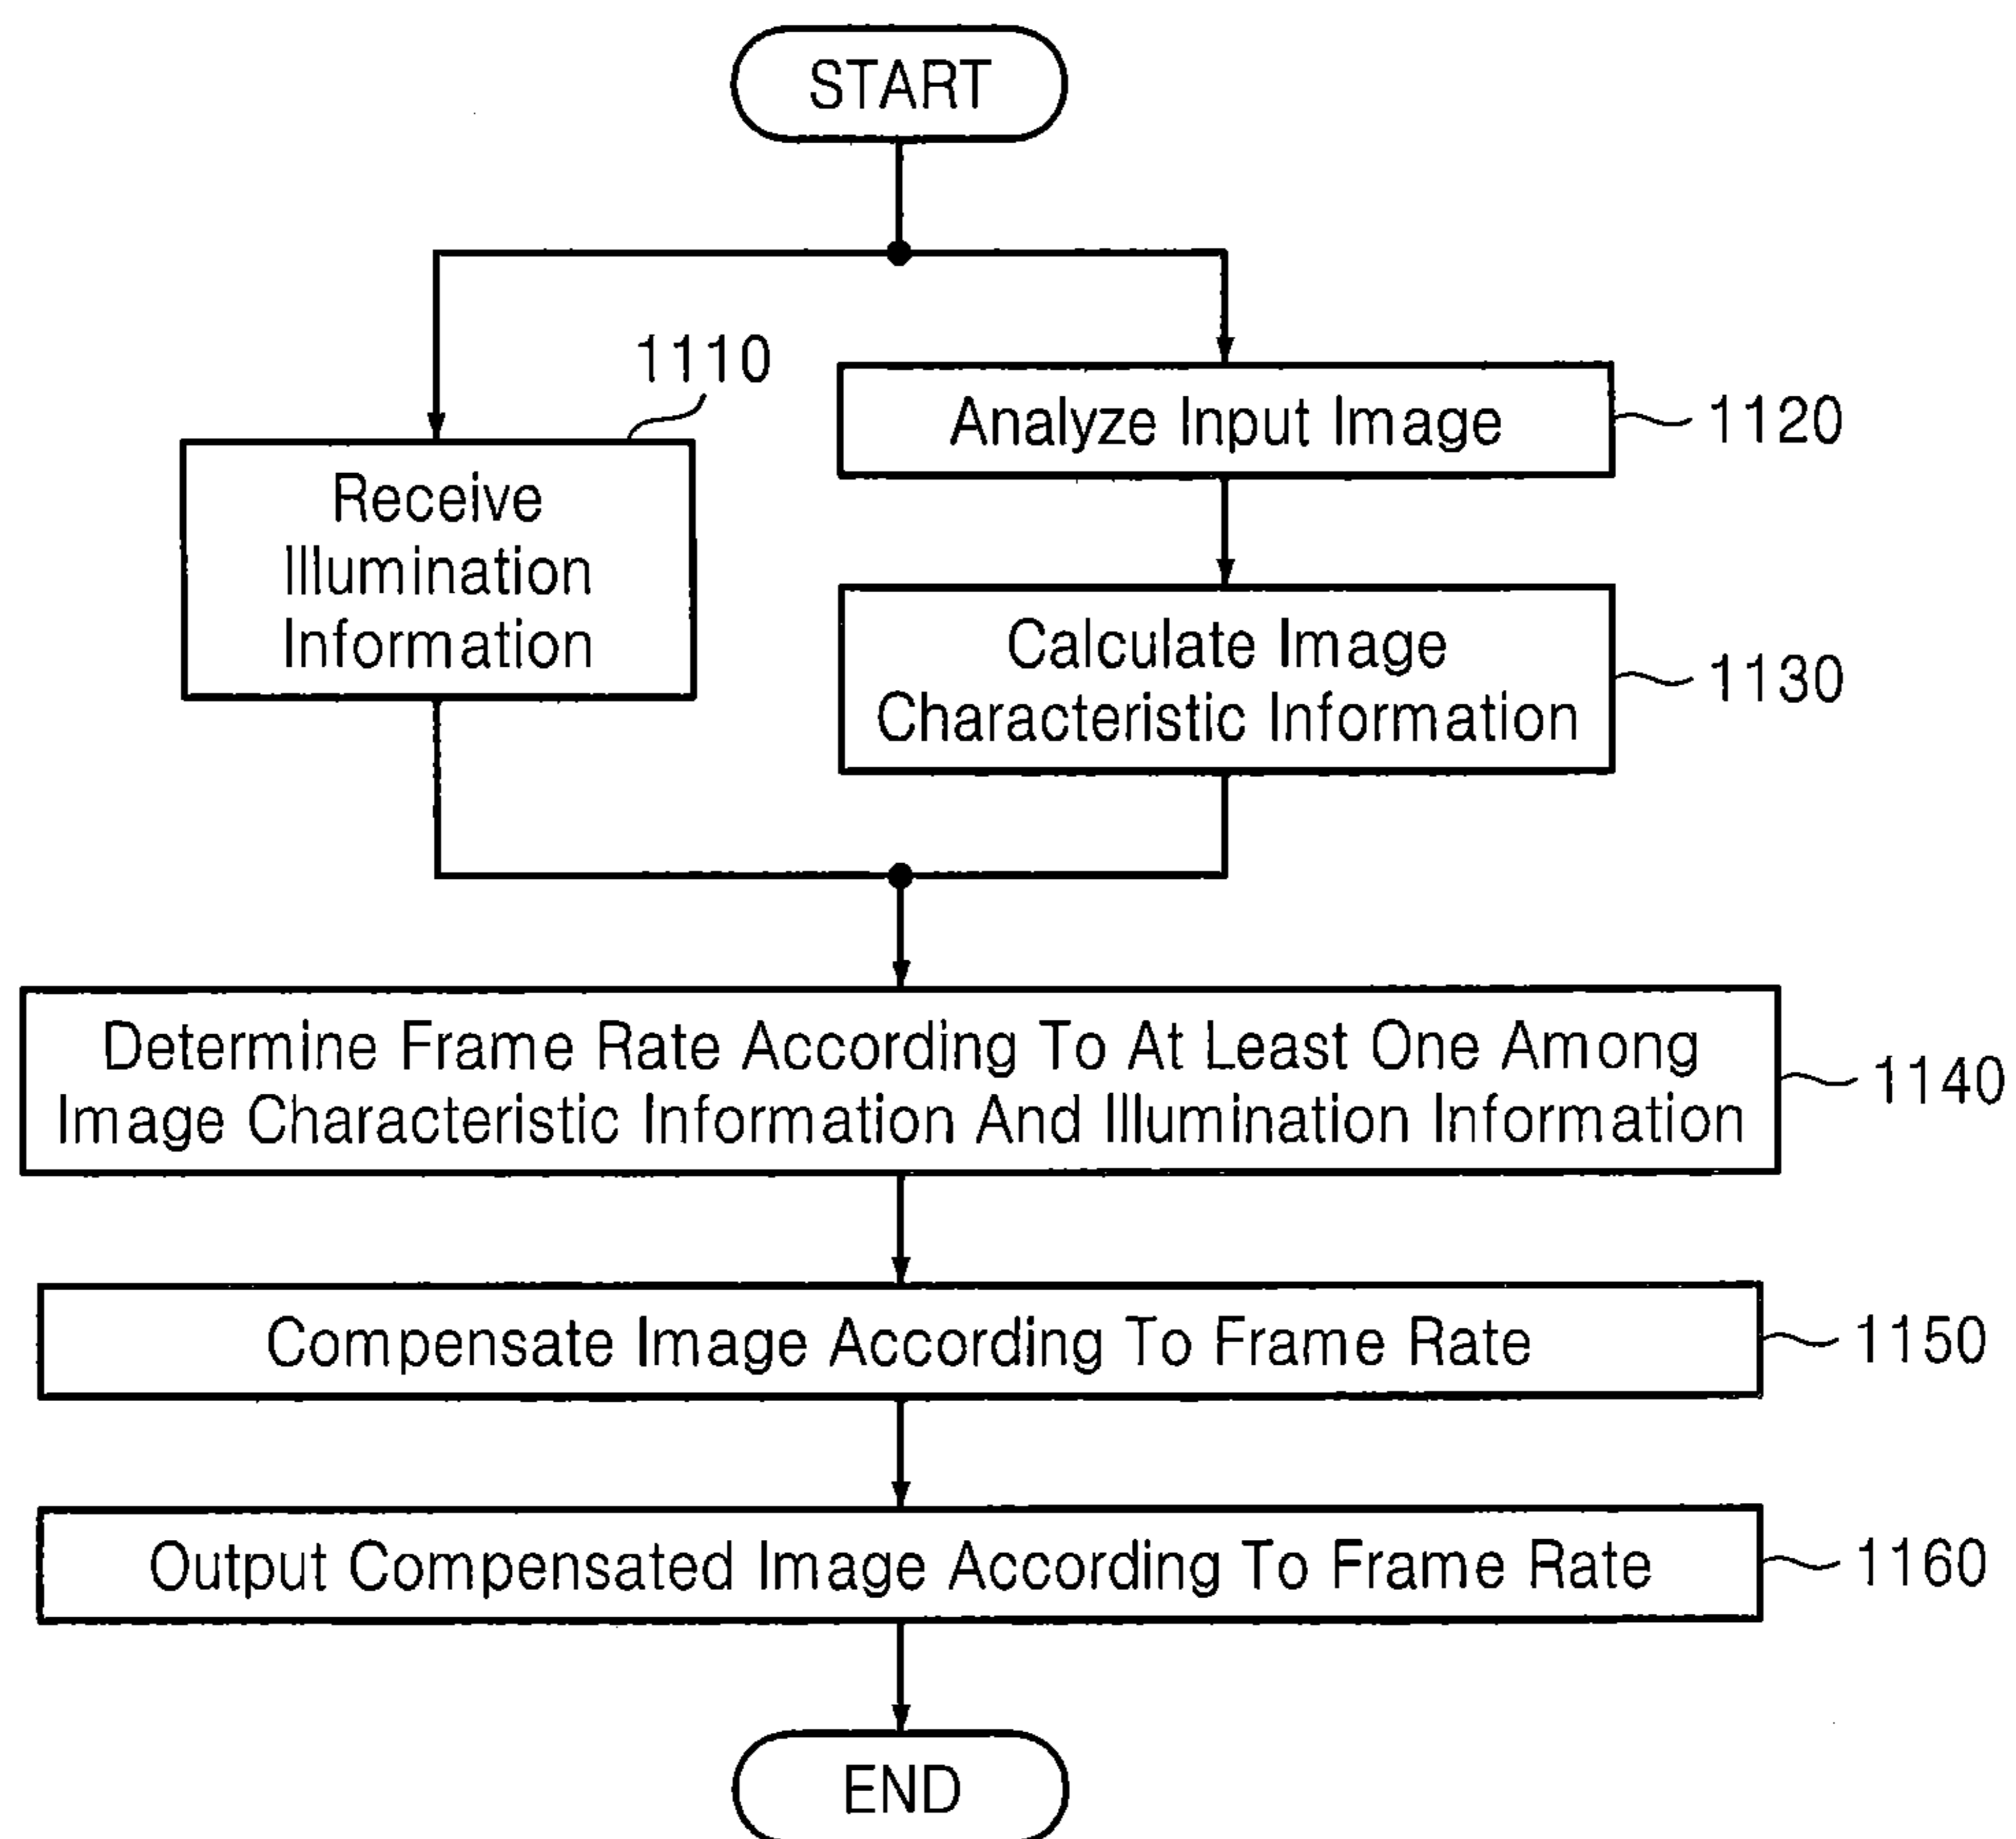 START
1110
Receive
Illumination
Information
Analyze Input Image
1120
Calculate Image
Characteristic Information
1130
Determine Frame Rate According To At Least One Among
Image Characteristic Information And Illumination Information
1140
Compensate Image According To Frame Rate
1150
Output Compensated Image According To Frame Rate
1160
END